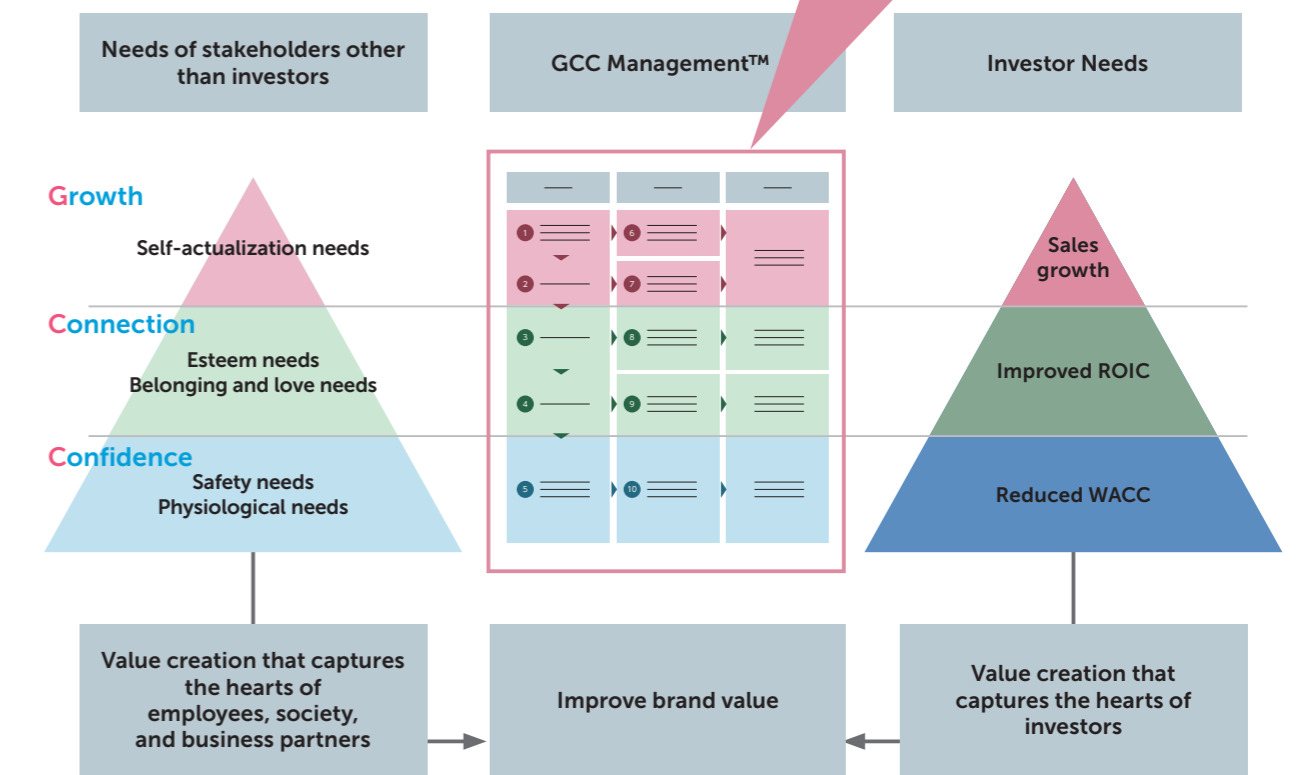 Needs of stakeholders other
than investors
GCC Management™
Investor Needs
Growth
Self-actualization needs
Connection
Esteem needs
Belonging and love needs
Confidence
Safety needs
Physiological needs
1
6
2
7
3
8
4
9
5
10
Sales
growth
Improved ROIC
Reduced WACC
Value creation that captures
the hearts of
employees, society,
and business partners
Improve brand value
Value creation that
captures the hearts of
investors